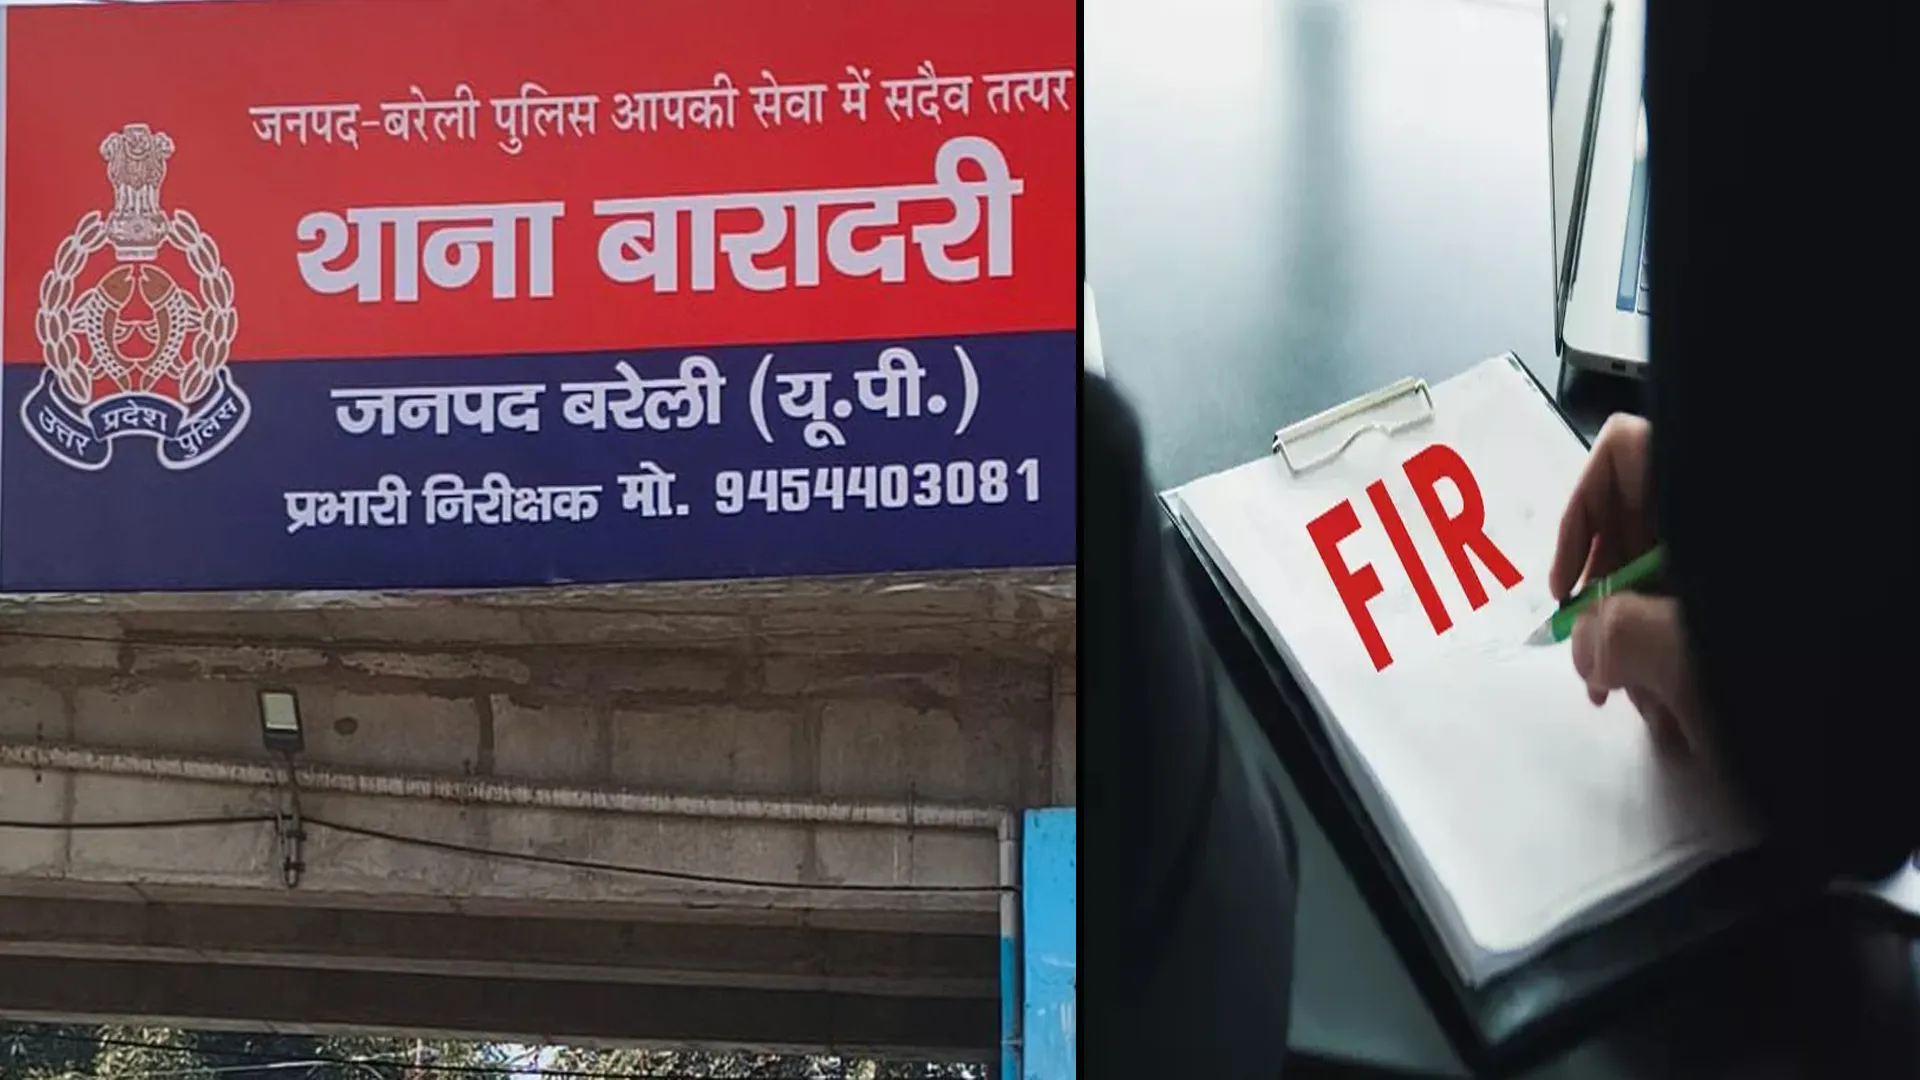 जनपद-बरेली पुलिस आपकी सेवा में सदैव तत्पर
थाना बारादरी
जनपद बरेली (यू.पी.)
प्रभारी निरीक्षक मो. 9454403081
उत्तर प्रदेश पुलिस
FIR